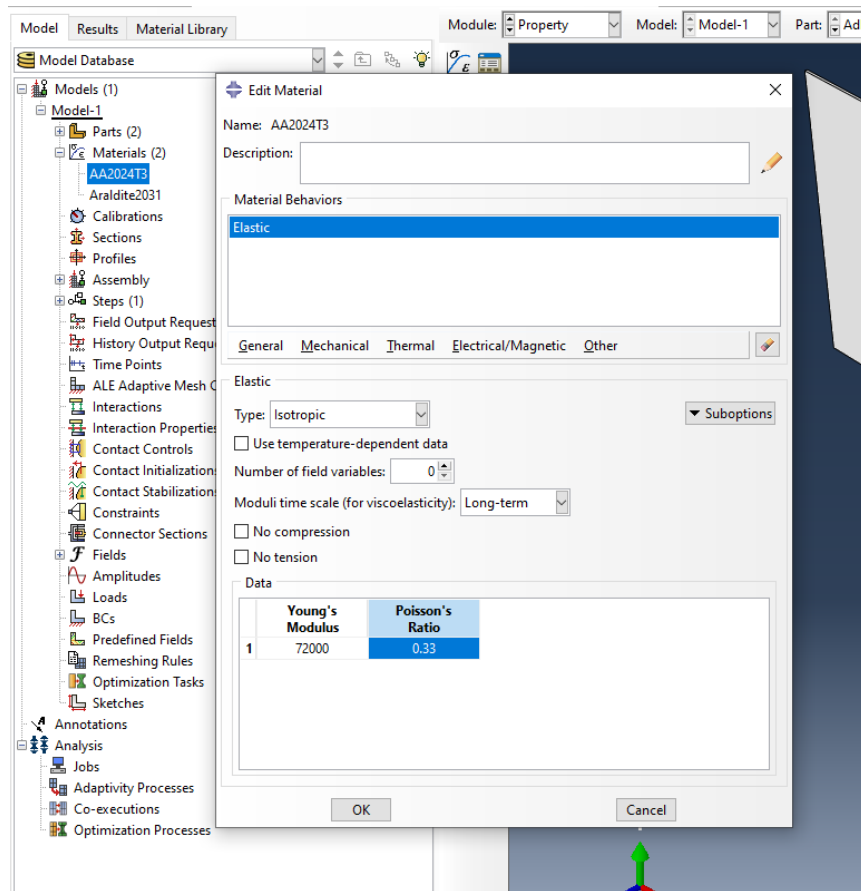 Model Results Material Library
Module: Property Model: Model-1 Part: Ad
Model Database
σ ε
Models (1)
Model-1
Parts (2)
Materials (2)
AA2024T3
Araldite2031
Calibrations
Sections
Profiles
Assembly
Steps (1)
Field Output Request
History Output Requ
Time Points
ALE Adaptive Mesh C
Interactions
Interaction Properties
Contact Controls
Contact Initialization
Contact Stabilization
Constraints
Connector Sections
F Fields
Amplitudes
Loads
BCs
Predefined Fields
Remeshing Rules
Optimization Tasks
Sketches
A Annotations
Analysis
Jobs
Adaptivity Processes
Co-executions
Optimization Processes
Edit Material
Name: AA2024T3
Description:
Material Behaviors
Elastic
General Mechanical Thermal Electrical/Magnetic Other
Elastic
Type: Isotropic Suboptions
Use temperature-dependent data
Number of field variables: 0
Moduli time scale (for viscoelasticity): Long-term
No compression
No tension
Data
Young's Poisson's
Modulus Ratio
1 72000 0.33
OK Cancel